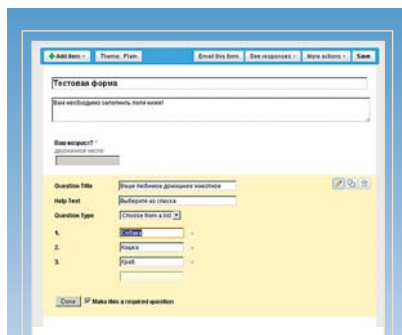 Add item Theme: Plain Email this form See responses More actions Save
Тестовая форма
Вам необходимо заполнить поля ниже!
Ваш возраст? *
двузначное число
Question Title Ваше любимое домашнее животное
Help Text Выберите из списка
Question Type Choose from a list
1. Собака
2. Кошка
3. Краб
Done Make this a required question